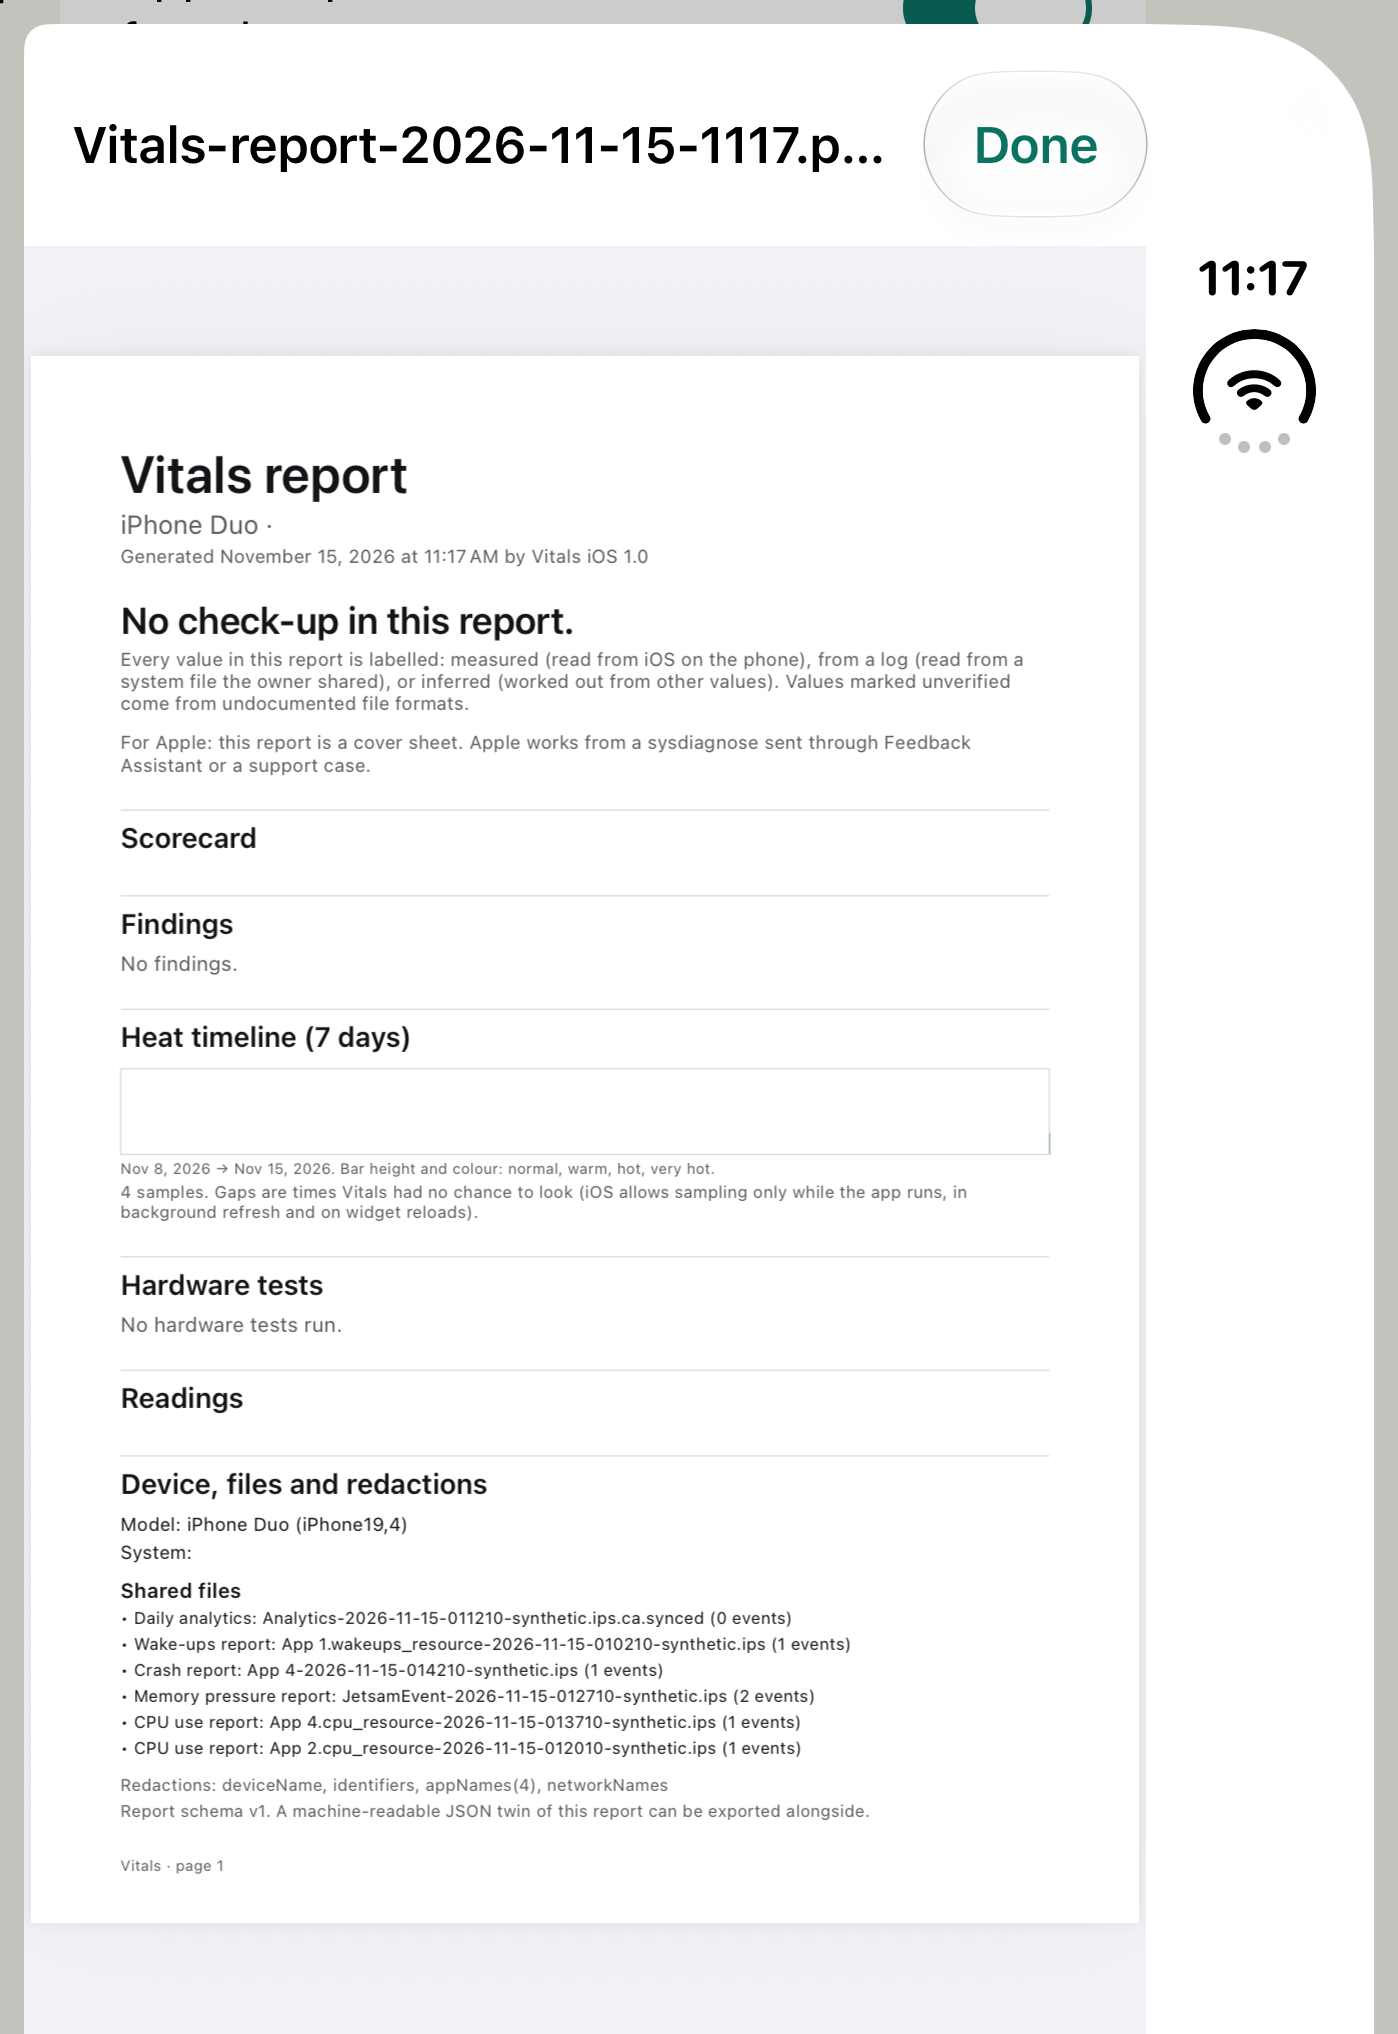 Vitals-report-2026-11-15-1117.p...
Done
11:17
Vitals report
iPhone Duo ·
Generated November 15, 2026 at 11:17 AM by Vitals iOS 1.0
No check-up in this report.
Every value in this report is labelled: measured (read from iOS on the phone), from a log (read from a
system file the owner shared), or inferred (worked out from other values). Values marked unverified
come from undocumented file formats.
For Apple: this report is a cover sheet. Apple works from a sysdiagnose sent through Feedback
Assistant or a support case.
Scorecard
Findings
No findings.
Heat timeline (7 days)
Nov 8, 2026 → Nov 15, 2026. Bar height and colour: normal, warm, hot, very hot.
4 samples. Gaps are times Vitals had no chance to look (iOS allows sampling only while the app runs, in
background refresh and on widget reloads).
Hardware tests
No hardware tests run.
Readings
Device, files and redactions
Model: iPhone Duo (iPhone19,4)
System:
Shared files
• Daily analytics: Analytics-2026-11-15-011210-synthetic.ips.ca.synced (0 events)
• Wake-ups report: App 1.wakeups_resource-2026-11-15-010210-synthetic.ips (1 events)
• Crash report: App 4-2026-11-15-014210-synthetic.ips (1 events)
• Memory pressure report: JetsamEvent-2026-11-15-012710-synthetic.ips (2 events)
• CPU use report: App 4.cpu_resource-2026-11-15-013710-synthetic.ips (1 events)
• CPU use report: App 2.cpu_resource-2026-11-15-012010-synthetic.ips (1 events)
Redactions: deviceName, identifiers, appNames(4), networkNames
Report schema v1. A machine-readable JSON twin of this report can be exported alongside.
Vitals · page 1